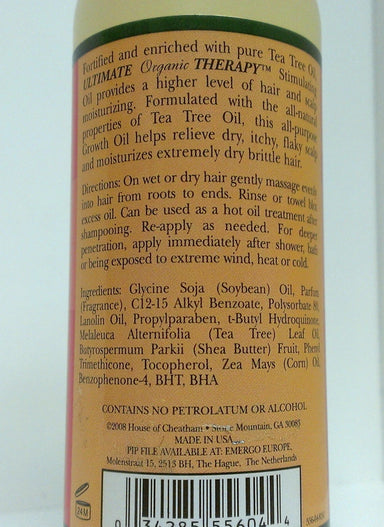 Fortified and enriched with pure Tea Tree Oil,
ULTIMATE Organic THERAPY™ Stimulating
Oil provides a higher level of hair and scalp
moisturizing. Formulated with the all-natural
properties of Tea Tree Oil, this all-purpose
Growth Oil helps relieve dry, itchy, flaky scalp
and moisturizes extremely dry brittle hair.
Directions: On wet or dry hair gently massage evenly
into hair from roots to ends. Rinse or towel blot
excess oil. Can be used as a hot oil treatment after
shampooing. Re-apply as needed. For deeper
penetration, apply immediately after shower, bath
or being exposed to extreme wind, heat or cold.
Ingredients: Glycine Soja (Soybean) Oil, Parfum
(Fragrance), C12-15 Alkyl Benzoate, Polysorbate 80,
Lanolin Oil, Propylparaben, t-Butyl Hydroquinone,
Melaleuca Alternifolia (Tea Tree) Leaf Oil,
Butyrospermum Parkii (Shea Butter) Fruit, Phenyl
Trimethicone, Tocopherol, Zea Mays (Corn) Oil,
Benzophenone-4, BHT, BHA
CONTAINS NO PETROLATUM OR ALCOHOL
©2008 House of Cheatham • Stone Mountain, GA 30083
MADE IN USA
PIP FILE AVAILABLE AT: EMERGO EUROPE,
Molenstraat 15, 2513 BH, The Hague, The Netherlands
24M
0 34285 55604 4